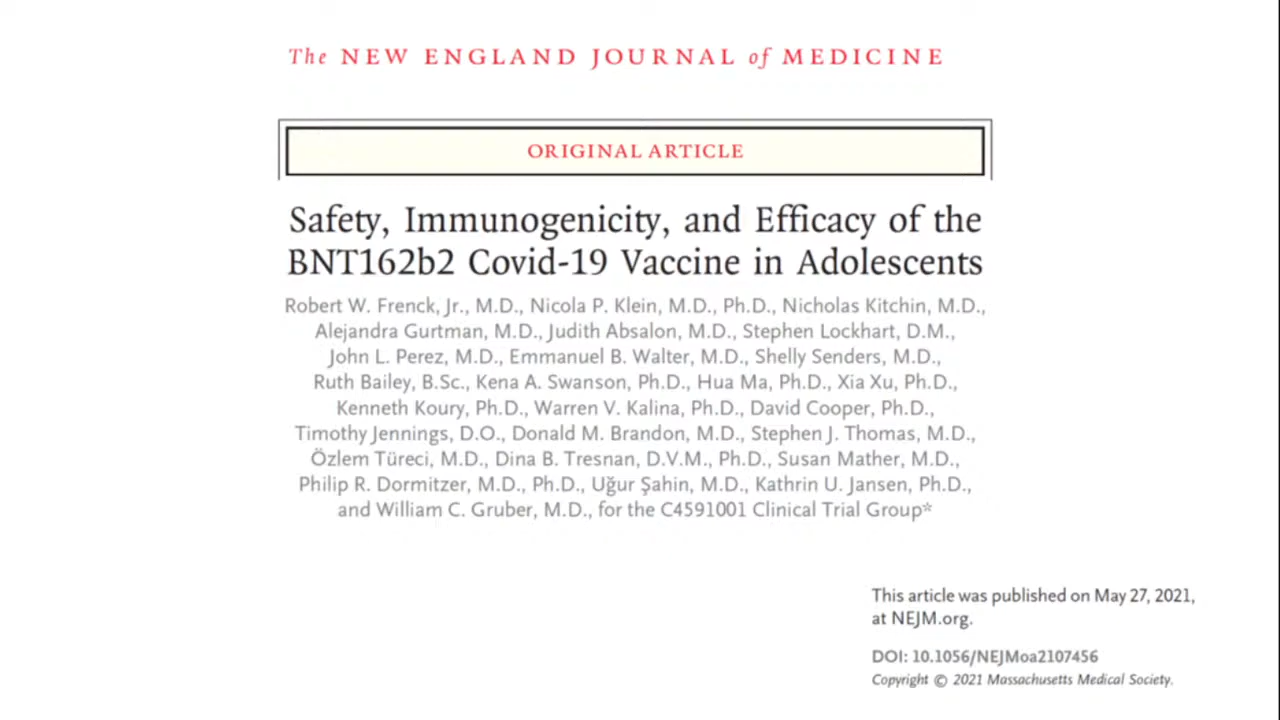 The NEW ENGLAND JOURNAL of MEDICINE
ORIGINAL ARTICLE
Safety, Immunogenicity, and Efficacy of the
BNT162b2 Covid-19 Vaccine in Adolescents
Robert W. Frenck, Jr., M.D., Nicola P. Klein, M.D., Ph.D., Nicholas Kitchin, M.D.,
Alejandra Gurtman, M.D., Judith Absalon, M.D., Stephen Lockhart, D.M.,
John L. Perez, M.D., Emmanuel B. Walter, M.D., Shelly Senders, M.D.,
Ruth Bailey, B.Sc., Kena A. Swanson, Ph.D., Hua Ma, Ph.D., Xia Xu, Ph.D.,
Kenneth Koury, Ph.D., Warren V. Kalina, Ph.D., David Cooper, Ph.D.,
Timothy Jennings, D.O., Donald M. Brandon, M.D., Stephen J. Thomas, M.D.,
Özlem Türeci, M.D., Dina B. Tresnan, D.V.M., Ph.D., Susan Mather, M.D.,
Philip R. Dormitzer, M.D., Ph.D., Uğur Şahin, M.D., Kathrin U. Jansen, Ph.D.,
and William C. Gruber, M.D., for the C4591001 Clinical Trial Group*
This article was published on May 27, 2021,
at NEJM.org.
DOI: 10.1056/NEJMoa2107456
Copyright © 2021 Massachusetts Medical Society.